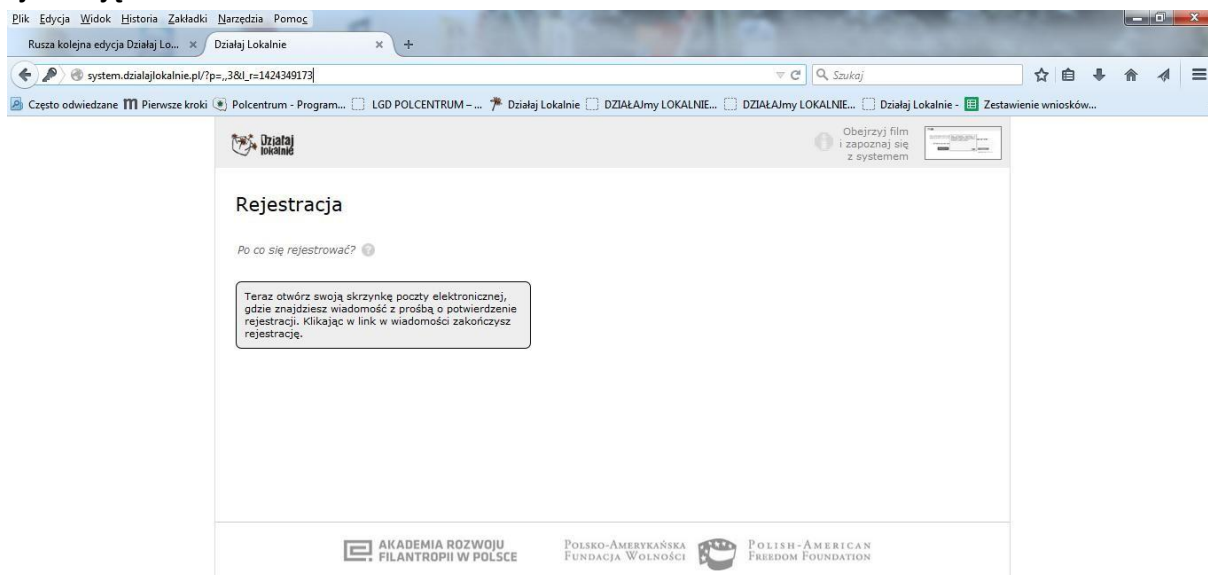 Plik Edycja Widok Historia Zakładki Narzędzia Pomoc
Rusza kolejna edycja Działaj Lo... × Działaj Lokalnie × +
system.dzialajlokalnie.pl/?p=,,3&l_r=1424349173 Szukaj
Często odwiedzane Pierwsze kroki Polcentrum - Program... LGD POLCENTRUM – ... Działaj Lokalnie DZIAŁAJmy LOKALNIE... DZIAŁAJmy LOKALNIE... Działaj Lokalnie - Zestawienie wniosków...
Działaj
lokalnie
Obejrzyj film
i zapoznaj się
z systemem
Rejestracja
Po co się rejestrować? ?
Teraz otwórz swoją skrzynkę poczty elektronicznej,
gdzie znajdziesz wiadomość z prośbą o potwierdzenie
rejestracji. Klikając w link w wiadomości zakończysz
rejestrację.
AKADEMIA ROZWOJU
FILANTROPII W POLSCE
Polsko-Amerykańska
Fundacja Wolności
Polish-American
Freedom Foundation